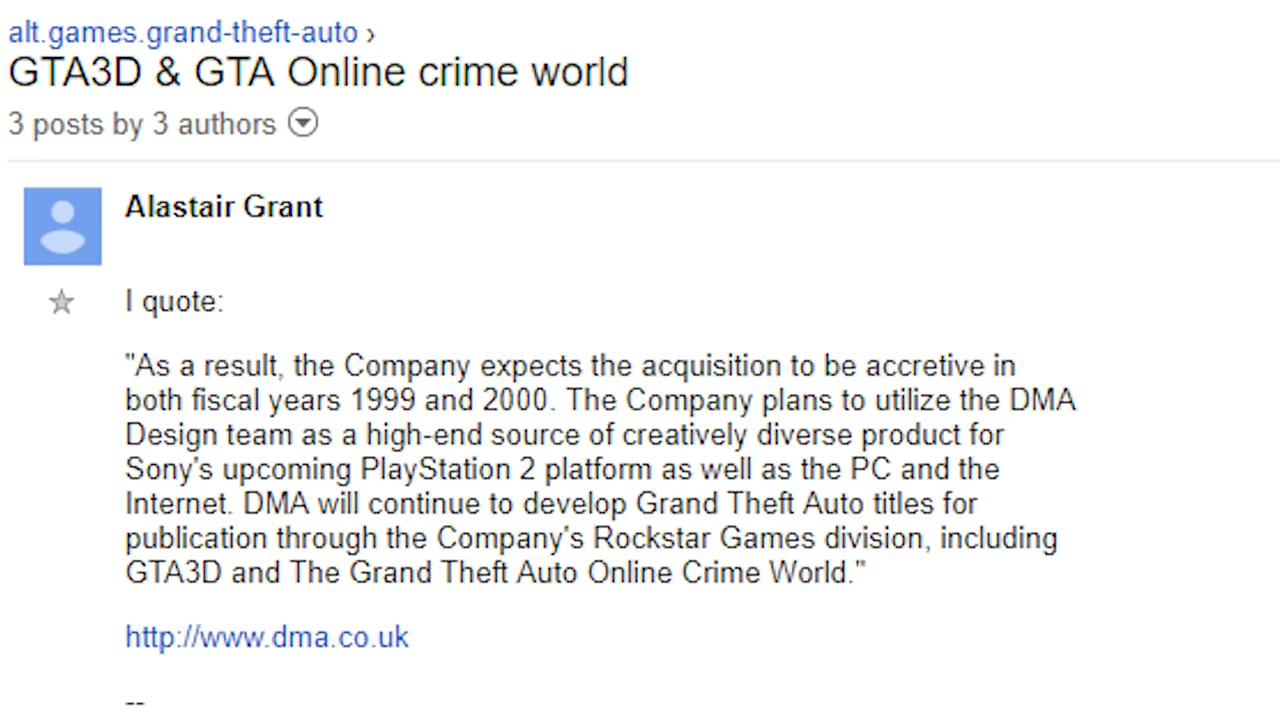 alt.games.grand-theft-auto ›
GTA3D & GTA Online crime world
3 posts by 3 authors
Alastair Grant
I quote:
"As a result, the Company expects the acquisition to be accretive in
both fiscal years 1999 and 2000. The Company plans to utilize the DMA
Design team as a high-end source of creatively diverse product for
Sony's upcoming PlayStation 2 platform as well as the PC and the
Internet. DMA will continue to develop Grand Theft Auto titles for
publication through the Company's Rockstar Games division, including
GTA3D and The Grand Theft Auto Online Crime World."
http://www.dma.co.uk
--